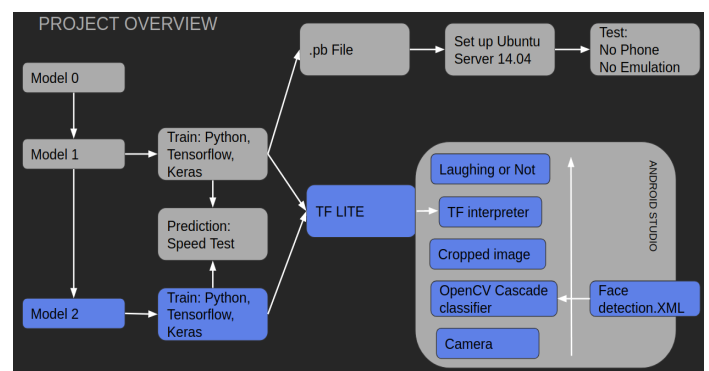 PROJECT OVERVIEW
Model 0
Model 1
Model 2
Train: Python,
Tensorflow,
Keras
Prediction:
Speed Test
Train: Python,
Tensorflow,
Keras
.pb File
Set up Ubuntu
Server 14.04
Test:
No Phone
No Emulation
TF LITE
Laughing or Not
TF interpreter
Cropped image
OpenCV Cascade
classifier
Camera
Face
detection.XML
ANDROID STUDIO